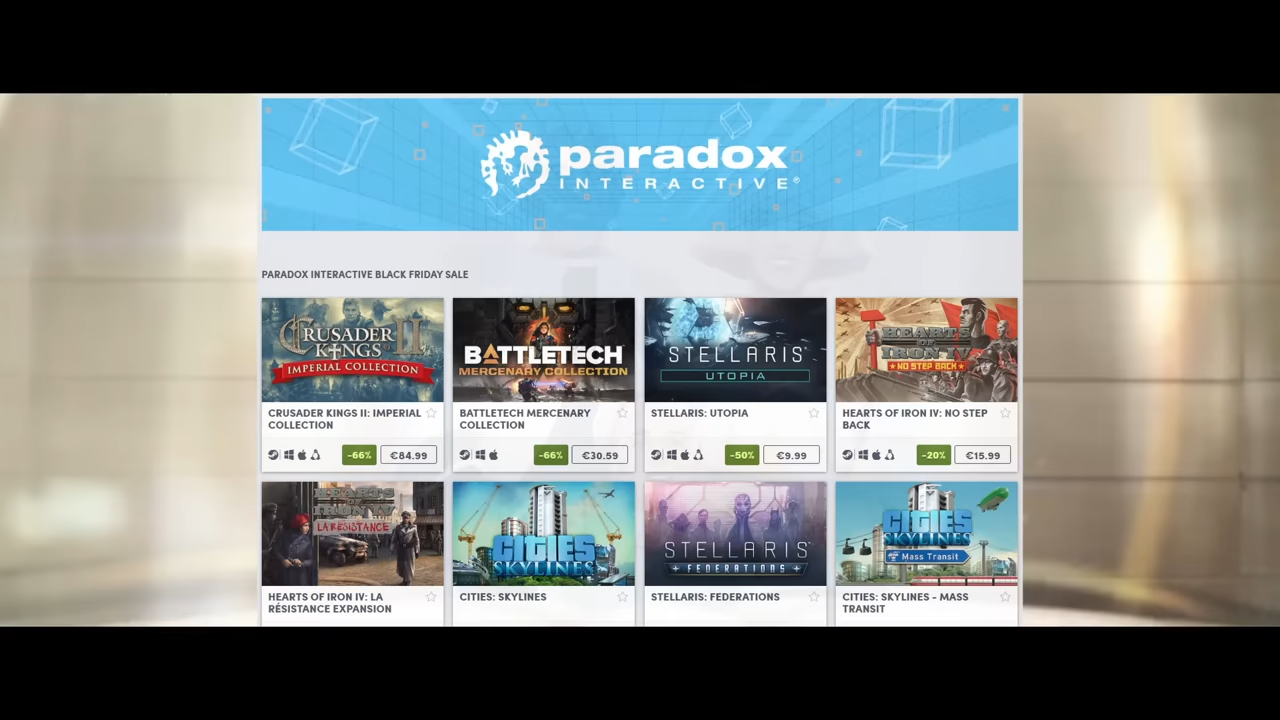 paradox
INTERACTIVE®
PARADOX INTERACTIVE BLACK FRIDAY SALE
CRUSADER
KINGS II
IMPERIAL COLLECTION
BATTLETECH
MERCENARY COLLECTION
STELLARIS
UTOPIA
HEARTS
OF
IRON IV
NO STEP BACK
CRUSADER KINGS II: IMPERIAL
COLLECTION
BATTLETECH MERCENARY
COLLECTION
STELLARIS: UTOPIA
HEARTS OF IRON IV: NO STEP
BACK
-66%
€84.99
-66%
€30.59
-50%
€9.99
-20%
€15.99
HEARTS
OF
IRON IV
LA RÉSISTANCE
CITIES
SKYLINES
STELLARIS
FEDERATIONS
CITIES
SKYLINES
Mass Transit
HEARTS OF IRON IV: LA
RÉSISTANCE EXPANSION
CITIES: SKYLINES
STELLARIS: FEDERATIONS
CITIES: SKYLINES - MASS
TRANSIT